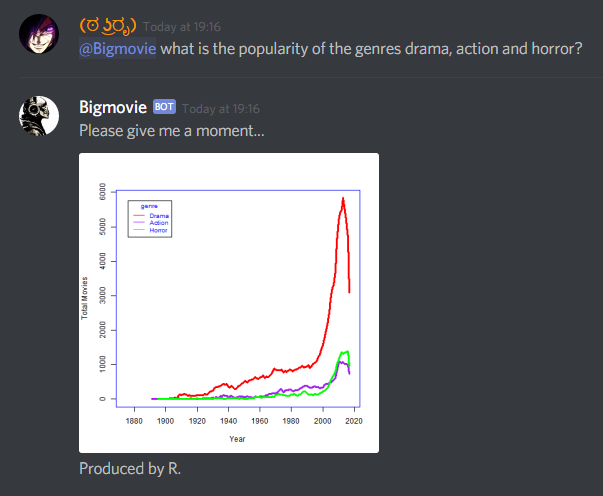 (ಠ ͜ʖರೃ) Today at 19:16
@Bigmovie what is the popularity of the genres drama, action and horror?
Bigmovie BOT Today at 19:16
Please give me a moment...
genre
Drama
Action
Horror
Total Movies
6000
5000
4000
3000
2000
1000
0
1880 1900 1920 1940 1960 1980 2000 2020
Year
Produced by R.